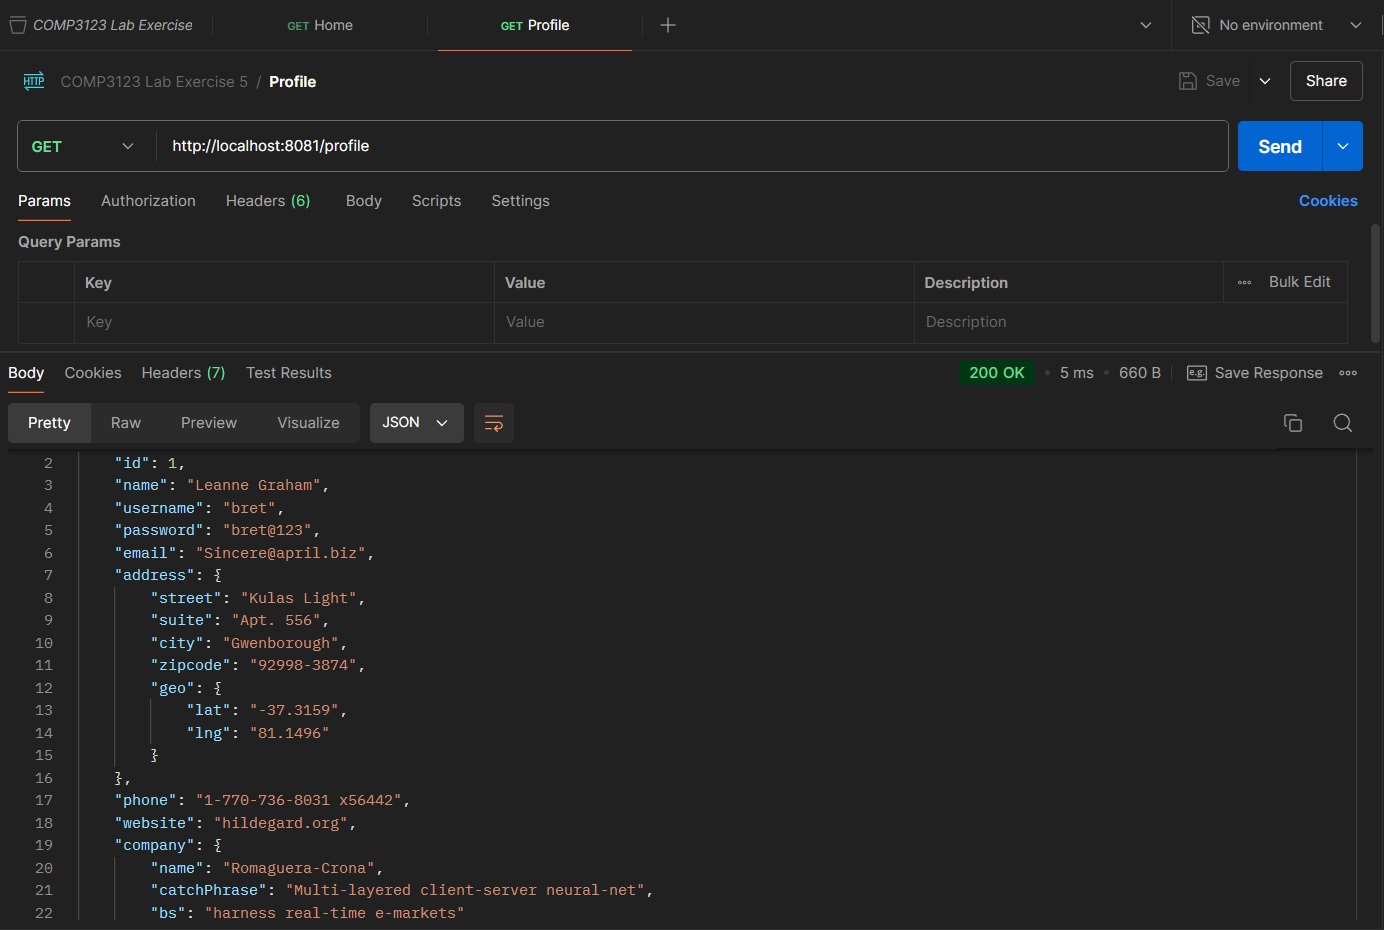 COMP3123 Lab Exercise
GET Home
GET Profile
No environment
HTTP
COMP3123 Lab Exercise 5 / Profile
Save
Share
GET
http://localhost:8081/profile
Send
Params
Authorization
Headers (6)
Body
Scripts
Settings
Cookies
Query Params
Key
Value
Description
Bulk Edit
Key
Value
Description
Body
Cookies
Headers (7)
Test Results
200 OK
5 ms
660 B
e.g.
Save Response
Pretty
Raw
Preview
Visualize
JSON
2 "id": 1,
3 "name": "Leanne Graham",
4 "username": "bret",
5 "password": "bret@123",
6 "email": "Sincere@april.biz",
7 "address": {
8 "street": "Kulas Light",
9 "suite": "Apt. 556",
10 "city": "Gwenborough",
11 "zipcode": "92998-3874",
12 "geo": {
13 "lat": "-37.3159",
14 "lng": "81.1496"
15 }
16 },
17 "phone": "1-770-736-8031 x56442",
18 "website": "hildegard.org",
19 "company": {
20 "name": "Romaguera-Crona",
21 "catchPhrase": "Multi-layered client-server neural-net",
22 "bs": "harness real-time e-markets"